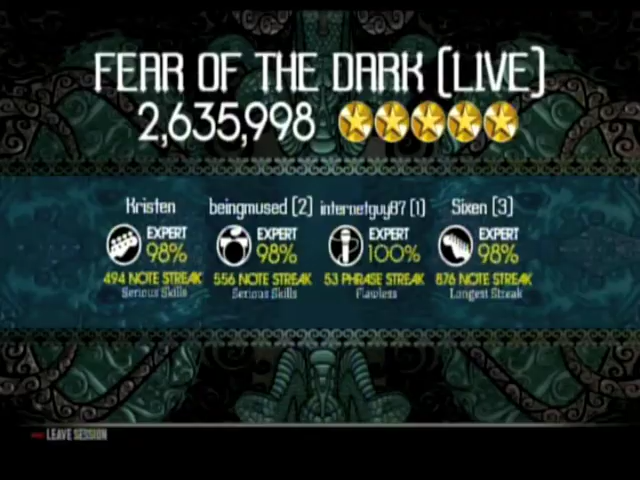 FEAR OF THE DARK (LIVE)
2,635,998
Kristen
EXPERT
98%
494 NOTE STREAK
Serious Skills
beingmused (2)
EXPERT
98%
556 NOTE STREAK
Serious Skills
internetguy87 (1)
EXPERT
100%
53 PHRASE STREAK
Flawless
Sixen (3)
EXPERT
98%
876 NOTE STREAK
Longest Streak
LEAVE SESSION